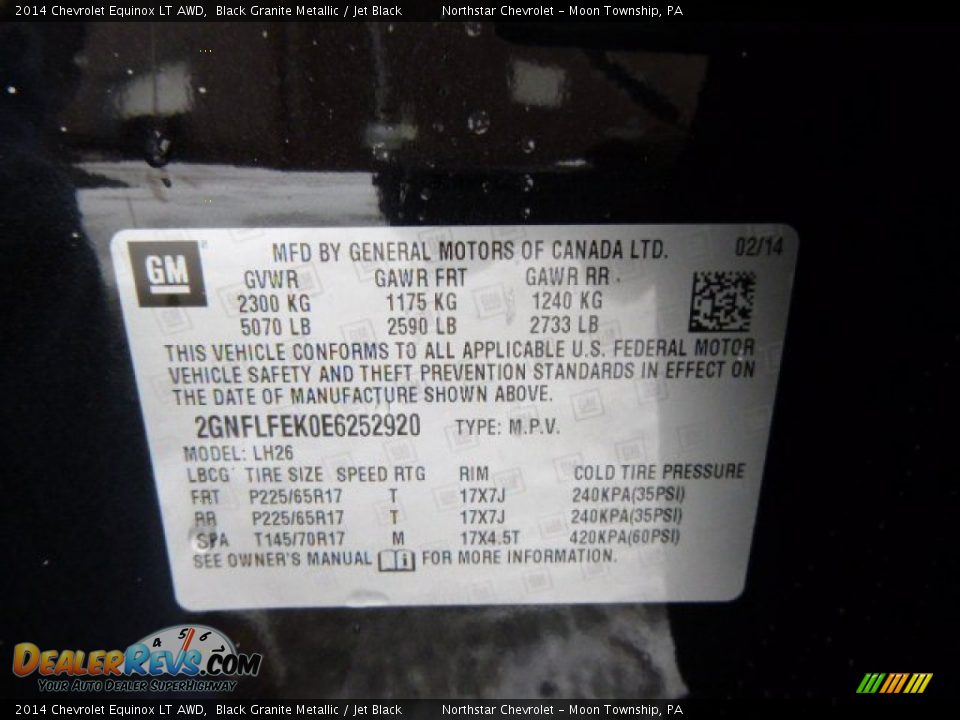 2014 Chevrolet Equinox LT AWD, Black Granite Metallic / Jet Black Northstar Chevrolet - Moon Township, PA
GM MFD BY GENERAL MOTORS OF CANADA LTD. 02/14
GVWR GAWR FRT GAWR RR
2300 KG 1175 KG 1240 KG
5070 LB 2590 LB 2733 LB
THIS VEHICLE CONFORMS TO ALL APPLICABLE U.S. FEDERAL MOTOR
VEHICLE SAFETY AND THEFT PREVENTION STANDARDS IN EFFECT ON
THE DATE OF MANUFACTURE SHOWN ABOVE.
2GNFLFEK0E6252920 TYPE: M.P.V.
MODEL: LH26
LBCG TIRE SIZE SPEED RTG RIM COLD TIRE PRESSURE
FRT P225/65R17 T 17X7J 240KPA(35PSI)
RR P225/65R17 T 17X7J 240KPA(35PSI)
SPA T145/70R17 M 17X4.5T 420KPA(60PSI)
SEE OWNER'S MANUAL i FOR MORE INFORMATION.
4 5 6 7
DEALERREVS.COM
YOUR AUTO DEALER SUPERHIGHWAY
2014 Chevrolet Equinox LT AWD, Black Granite Metallic / Jet Black Northstar Chevrolet - Moon Township, PA